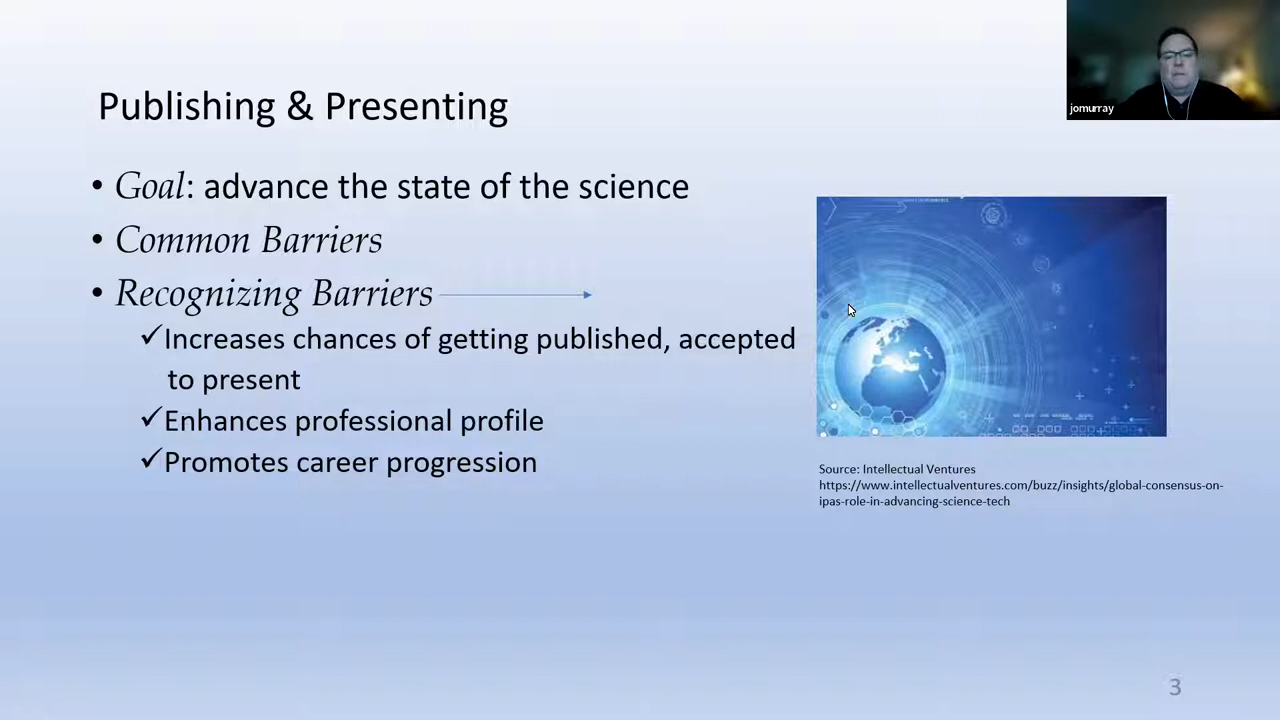 jomurray
Publishing & Presenting
• Goal: advance the state of the science
• Common Barriers
• Recognizing Barriers
✓Increases chances of getting published, accepted
to present
✓Enhances professional profile
✓Promotes career progression
Source: Intellectual Ventures
https://www.intellectualventures.com/buzz/insights/global-consensus-on-
ipas-role-in-advancing-science-tech
3